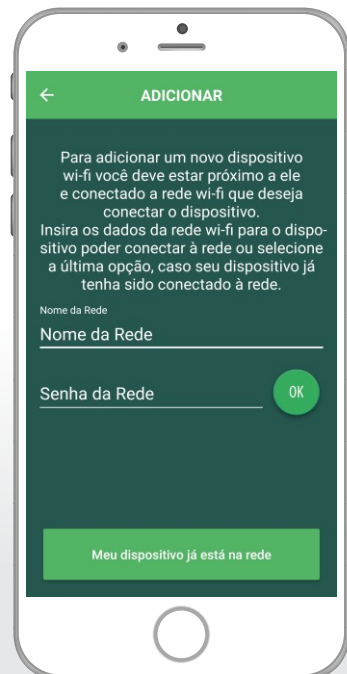 ADICIONAR
Para adicionar um novo dispositivo
wi-fi você deve estar próximo a ele
e conectado a rede wi-fi que deseja
conectar o dispositivo.
Insira os dados da rede wi-fi para o dispo-
sitivo poder conectar à rede ou selecione
a última opção, caso seu dispositivo já
tenha sido conectado à rede.
Nome da Rede
Nome da Rede
Senha da Rede
OK
Meu dispositivo já está na rede